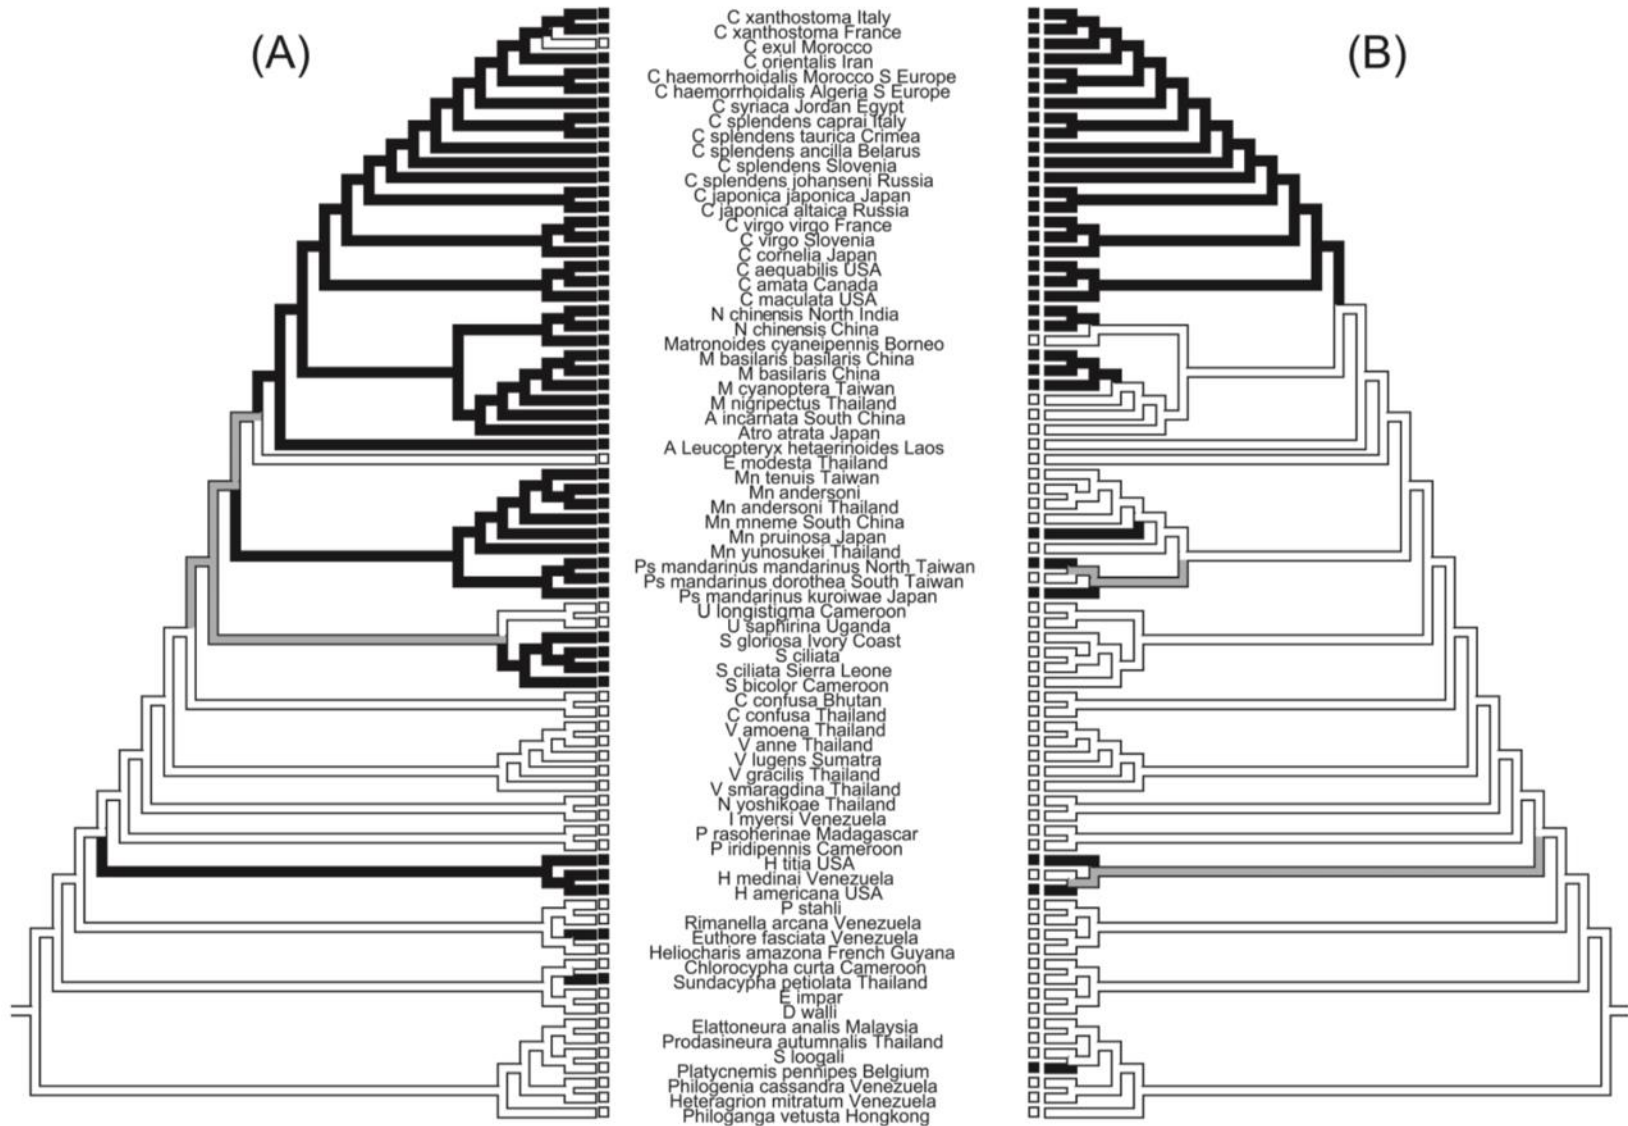 (A)
(B)
C xanthostoma Italy
C xanthostoma France
C exul Morocco
C orientalis Iran
C haemorrhoidalis Morocco S Europe
C haemorrhoidalis Algeria S Europe
C syriaca Jordan Egypt
C splendens caprai Italy
C splendens taurica Crimea
C splendens ancilla Belarus
C splendens Slovenia
C splendens johanseni Russia
C japonica japonica Japan
C japonica altaica Russia
C virgo virgo France
C virgo Slovenia
C cornelia Japan
C aequabilis USA
C amata Canada
C maculata USA
N chinensis North India
N chinensis China
Matronoides cyaneipennis Borneo
M basilaris basilaris China
M basilaris China
M cyanoptera Taiwan
M nigripectus Thailand
A incarnata South China
Atro atrata Japan
A Leucopteryx hetaerinoides Laos
E modesta Thailand
Mn tenuis Taiwan
Mn andersoni
Mn andersoni Thailand
Mn mneme South China
Mn pruinosa Japan
Mn yunosukei Thailand
Ps mandarinus mandarinus North Taiwan
Ps mandarinus dorothea South Taiwan
Ps mandarinus kuroiwae Japan
U longistigma Cameroon
U saphirina Uganda
S gloriosa Ivory Coast
S ciliata
S ciliata Sierra Leone
S bicolor Cameroon
C confusa Bhutan
C confusa Thailand
V amoena Thailand
V anne Thailand
V lugens Sumatra
V gracilis Thailand
V smaragdina Thailand
N yoshikoae Thailand
I myersi Venezuela
P rasoherinae Madagascar
P iridipennis Cameroon
H titia USA
H medinai Venezuela
H americana USA
P stahli
Rimanella arcana Venezuela
Euthore fasciata Venezuela
Heliocharis amazona French Guyana
Chlorocypha curta Cameroon
Sundacypha petiolata Thailand
E impar
D walli
Elattoneura analis Malaysia
Prodasineura autumnalis Thailand
S loogali
Platycnemis pennipes Belgium
Philogenia cassandra Venezuela
Heteragrion mitratum Venezuela
Philoganga vetusta Hongkong